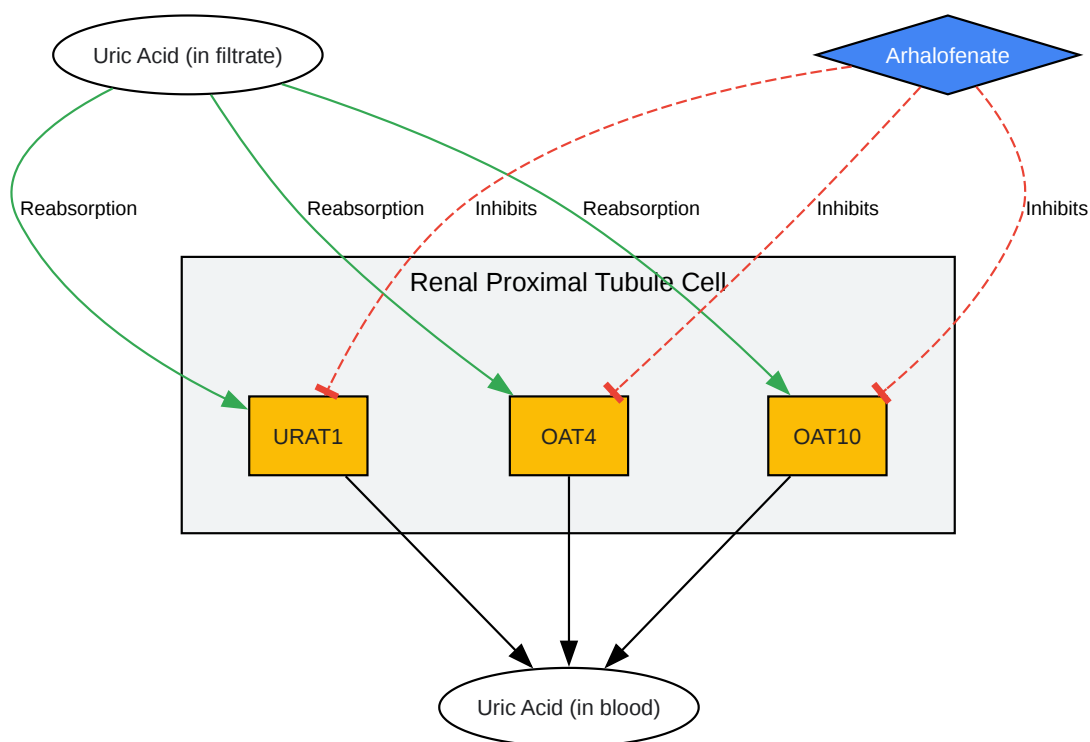 Uric Acid (in filtrate)
Arhalofenate
Reabsorption
Reabsorption
Inhibits
Reabsorption
Inhibits
Inhibits
Renal Proximal Tubule Cell
URAT1
OAT4
OAT10
Uric Acid (in blood)